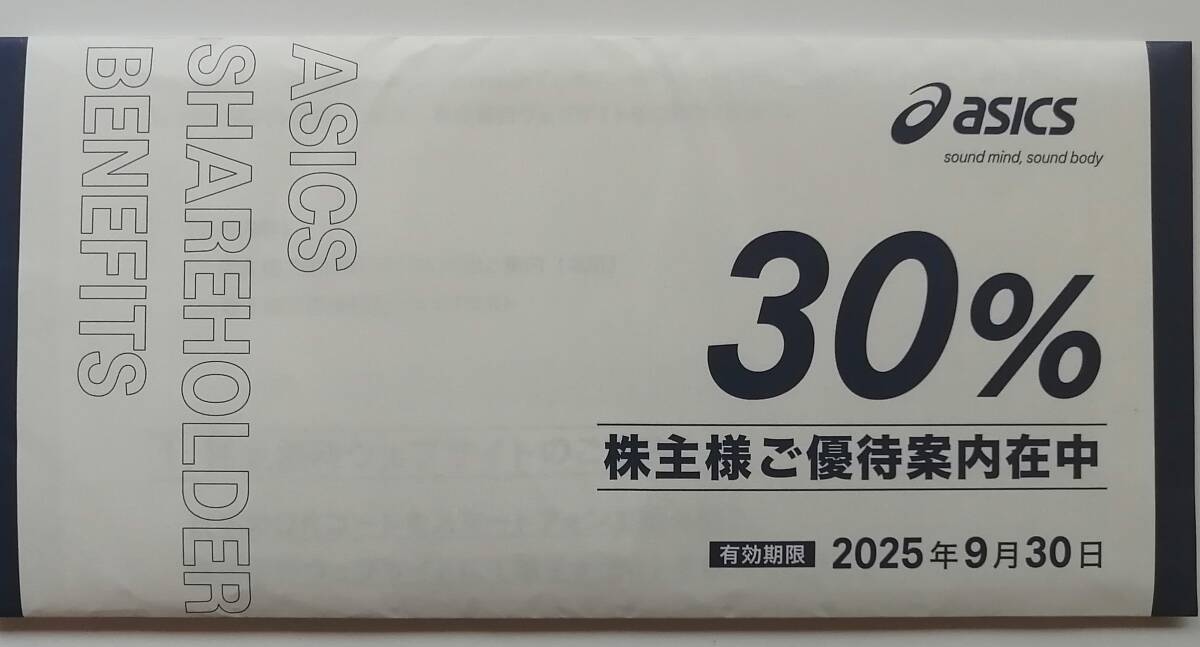 ASICS
SHAREHOLDER
BENEFITS
asics
sound mind, sound body
30%
株主様ご優待案内在中
有効期限 2025年9月30日